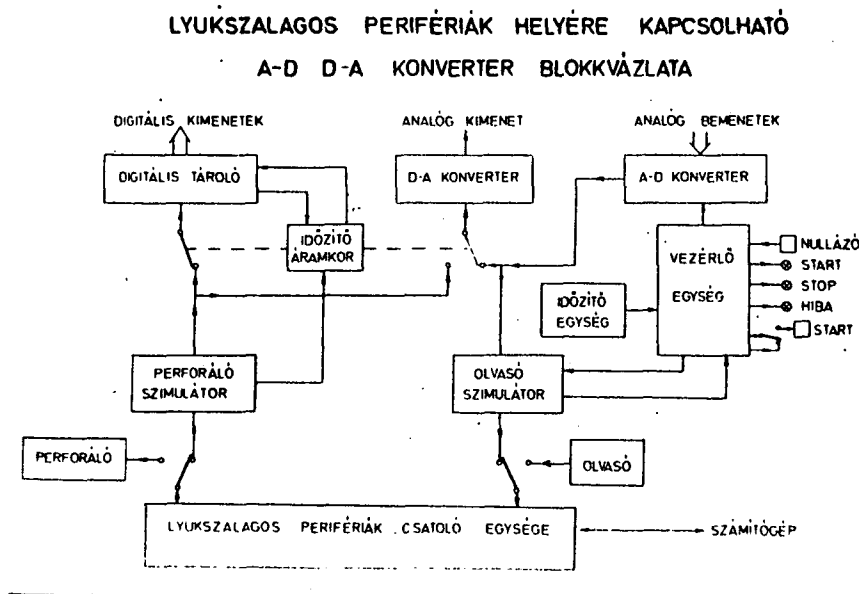 LYUKSZALAGOS PERIFÉRIÁK HELYÉRE KAPCSOLHATÓ
A-D D-A KONVERTER BLOKKVÁZLATA
DIGITÁLIS KIMENETEK
ANALÓG KIMENET
ANALÓG BEMENETEK
DIGITÁLIS TÁROLÓ
D-A KONVERTER
A-D KONVERTER
IDŐZÍTŐ
ÁRAMKOR
VEZÉRLŐ
EGYSÉG
NULLÁZÓ
START
STOP
HIBA
START
IDŐZÍTŐ
EGYSÉG
PERFORÁLÓ
SZIMULÁTOR
OLVASÓ
SZIMULÁTOR
PERFORÁLÓ
OLVASÓ
LYUKSZALAGOS PERIFÉRIÁK CSATOLÓ EGYSÉGE
SZÁMÍTÓGÉP